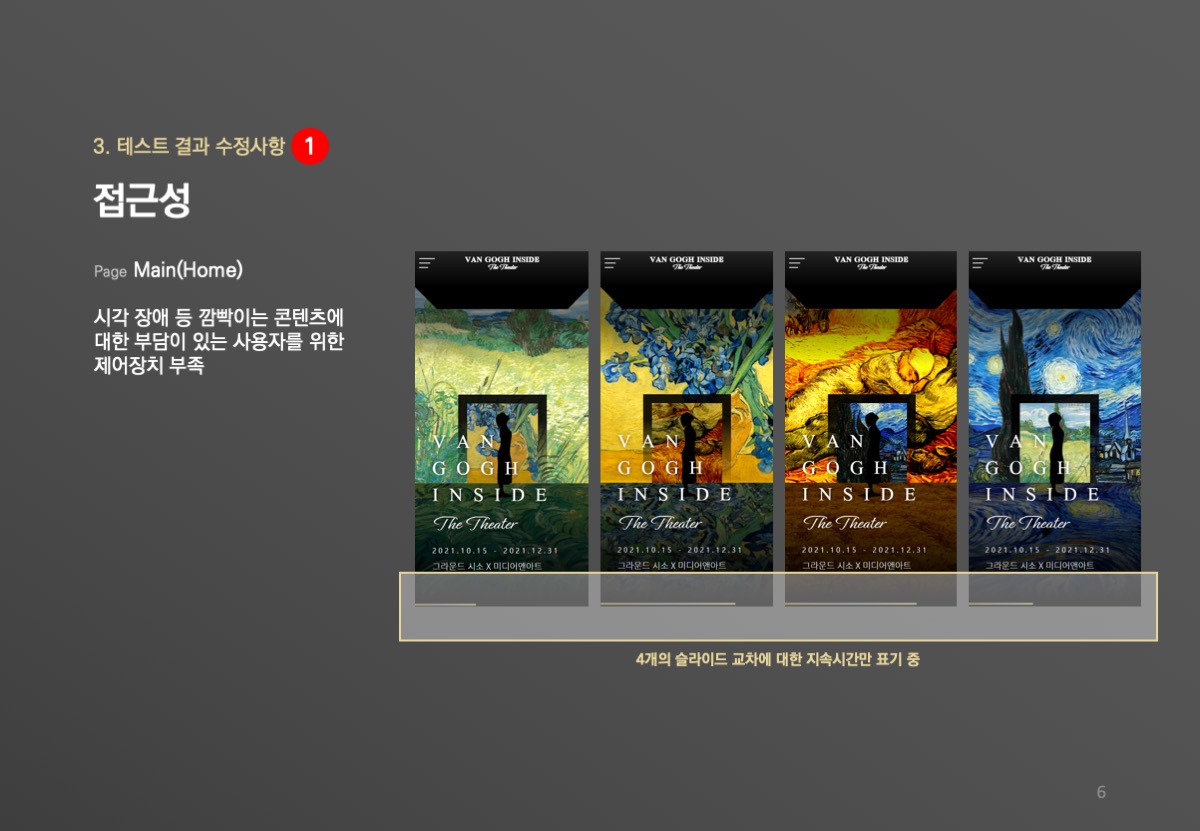 3. 테스트 결과 수정사항 1
접근성
Page Main(Home)
시각 장애 등 깜빡이는 콘텐츠에
대한 부담이 있는 사용자를 위한
제어장치 부족
VAN GOGH INSIDE
The Theater
VAN
GOGH
INSIDE
The Theater
2021.10.15 - 2021.12.31
그라운드 시소 X 미디어앤아트
VAN GOGH INSIDE
The Theater
VAN
GOGH
INSIDE
The Theater
2021.10.15 - 2021.12.31
그라운드 시소 X 미디어앤아트
VAN GOGH INSIDE
The Theater
VAN
GOGH
INSIDE
The Theater
2021.10.15 - 2021.12.31
그라운드 시소 X 미디어앤아트
VAN GOGH INSIDE
The Theater
VAN
GOGH
INSIDE
The Theater
2021.10.15 - 2021.12.31
그라운드 시소 X 미디어앤아트
4개의 슬라이드 교차에 대한 지속시간만 표기 중
6